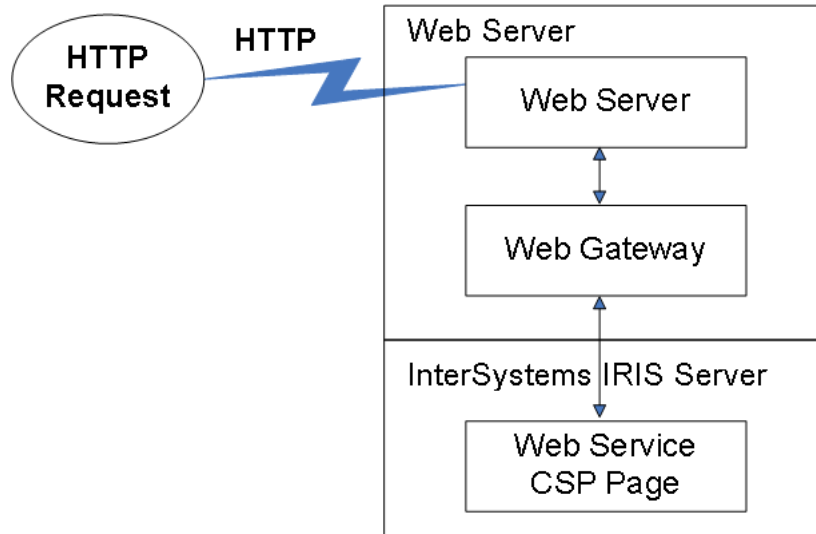 HTTP
Request
HTTP
Web Server
Web Server
Web Gateway
InterSystems IRIS Server
Web Service
CSP Page